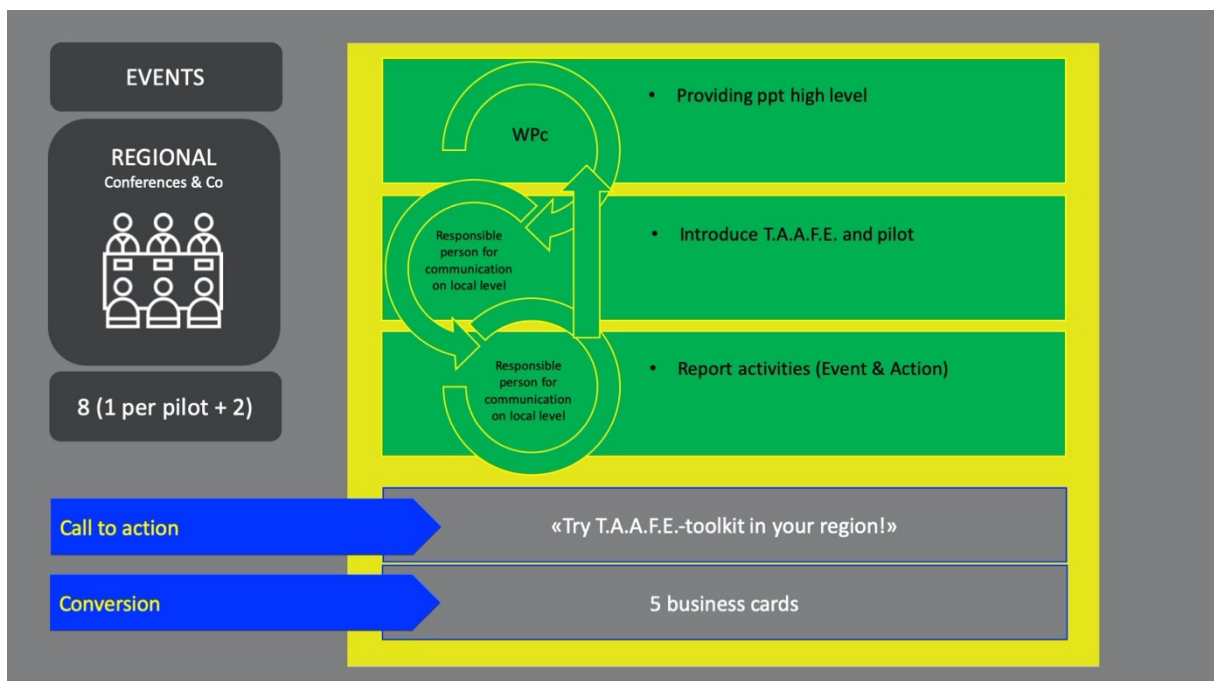 EVENTS
REGIONAL
Conferences & Co
8 (1 per pilot + 2)
WPc
• Providing ppt high level
Responsible
person for
communication
on local level
• Introduce T.A.A.F.E. and pilot
Responsible
person for
communication
on local level
• Report activities (Event & Action)
Call to action
«Try T.A.A.F.E.-toolkit in your region!»
Conversion
5 business cards